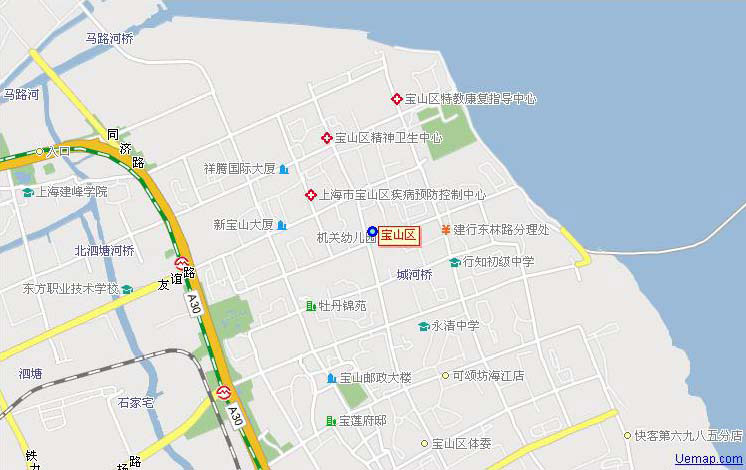 马路河桥
马路河
宝山区特教康复指导中心
同济路
宝山区精神卫生中心
入口
祥腾国际大厦
上海建峰学院
上海市宝山区疾病预防控制中心
新宝山大厦
机关幼儿园
宝山区
建行东林路分理处
北泗塘河桥
行知初级中学
友谊路
城河桥
东方职业技术学校
A30
牡丹锦苑
永清中学
泗塘
宝山邮政大楼
可颂坊海江店
石家宅
A30
宝莲府邸
宝山区体委
快客第六九八五分店
铁九
杨路
Uemap.com